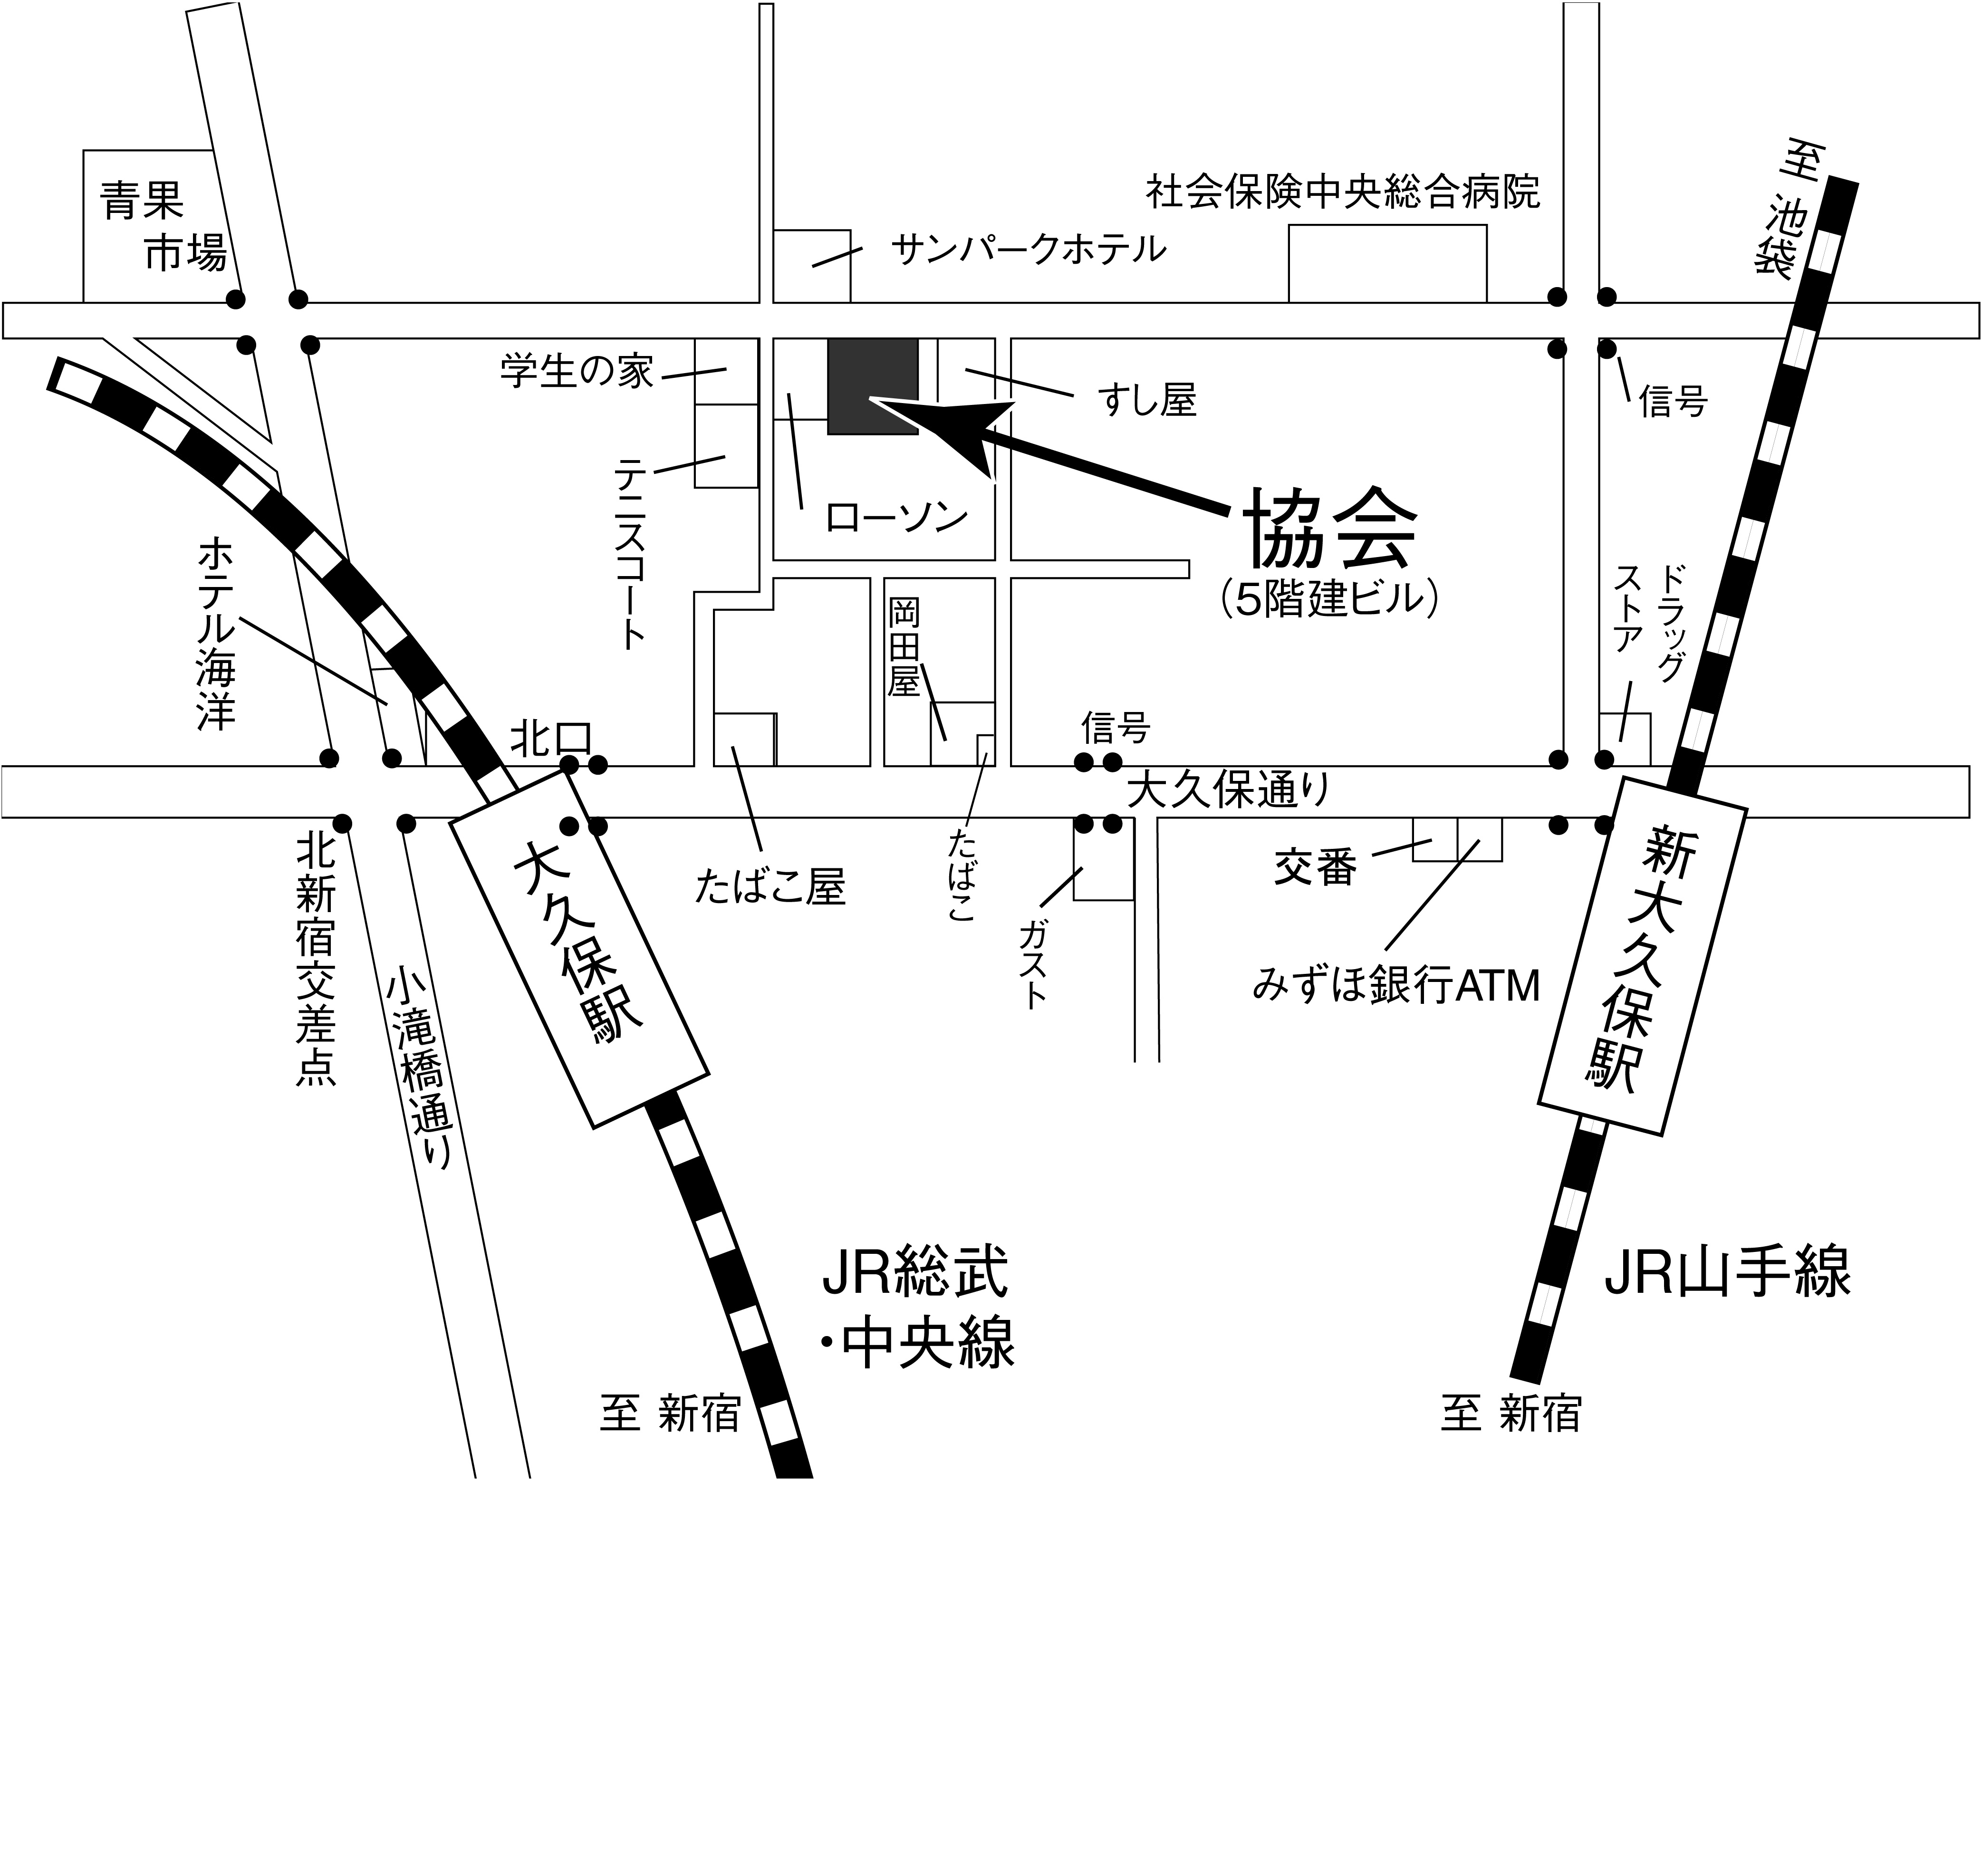 青果
市場
サンパークホテル
社会保険中央総合病院
至 池袋
学生の家
すし屋
信号
テニスコート
ローソン
協会
（5階建ビル）
ホテル海洋
岡田屋
ドラッグ
ストア
北口
信号
大久保通り
北新宿交差点
小滝橋通り
大久保駅
たばこ屋
たばこ
ガスト
交番
みずほ銀行ATM
新大久保駅
JR総武
・中央線
JR山手線
至 新宿
至 新宿